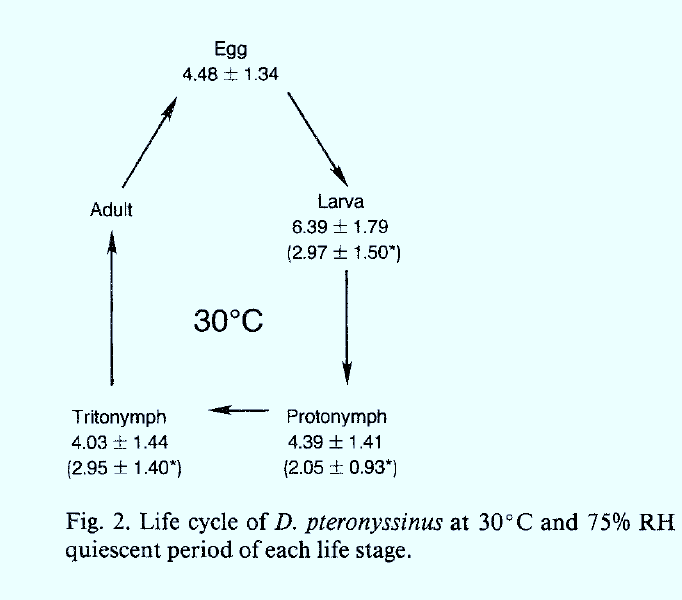 Egg
4.48 ± 1.34
Adult
Larva
6.39 ± 1.79
(2.97 ± 1.50*)
30°C
Tritonymph
4.03 ± 1.44
(2.95 ± 1.40*)
Protonymph
4.39 ± 1.41
(2.05 ± 0.93*)
Fig. 2. Life cycle of D. pteronyssinus at 30°C and 75% RH
quiescent period of each life stage.